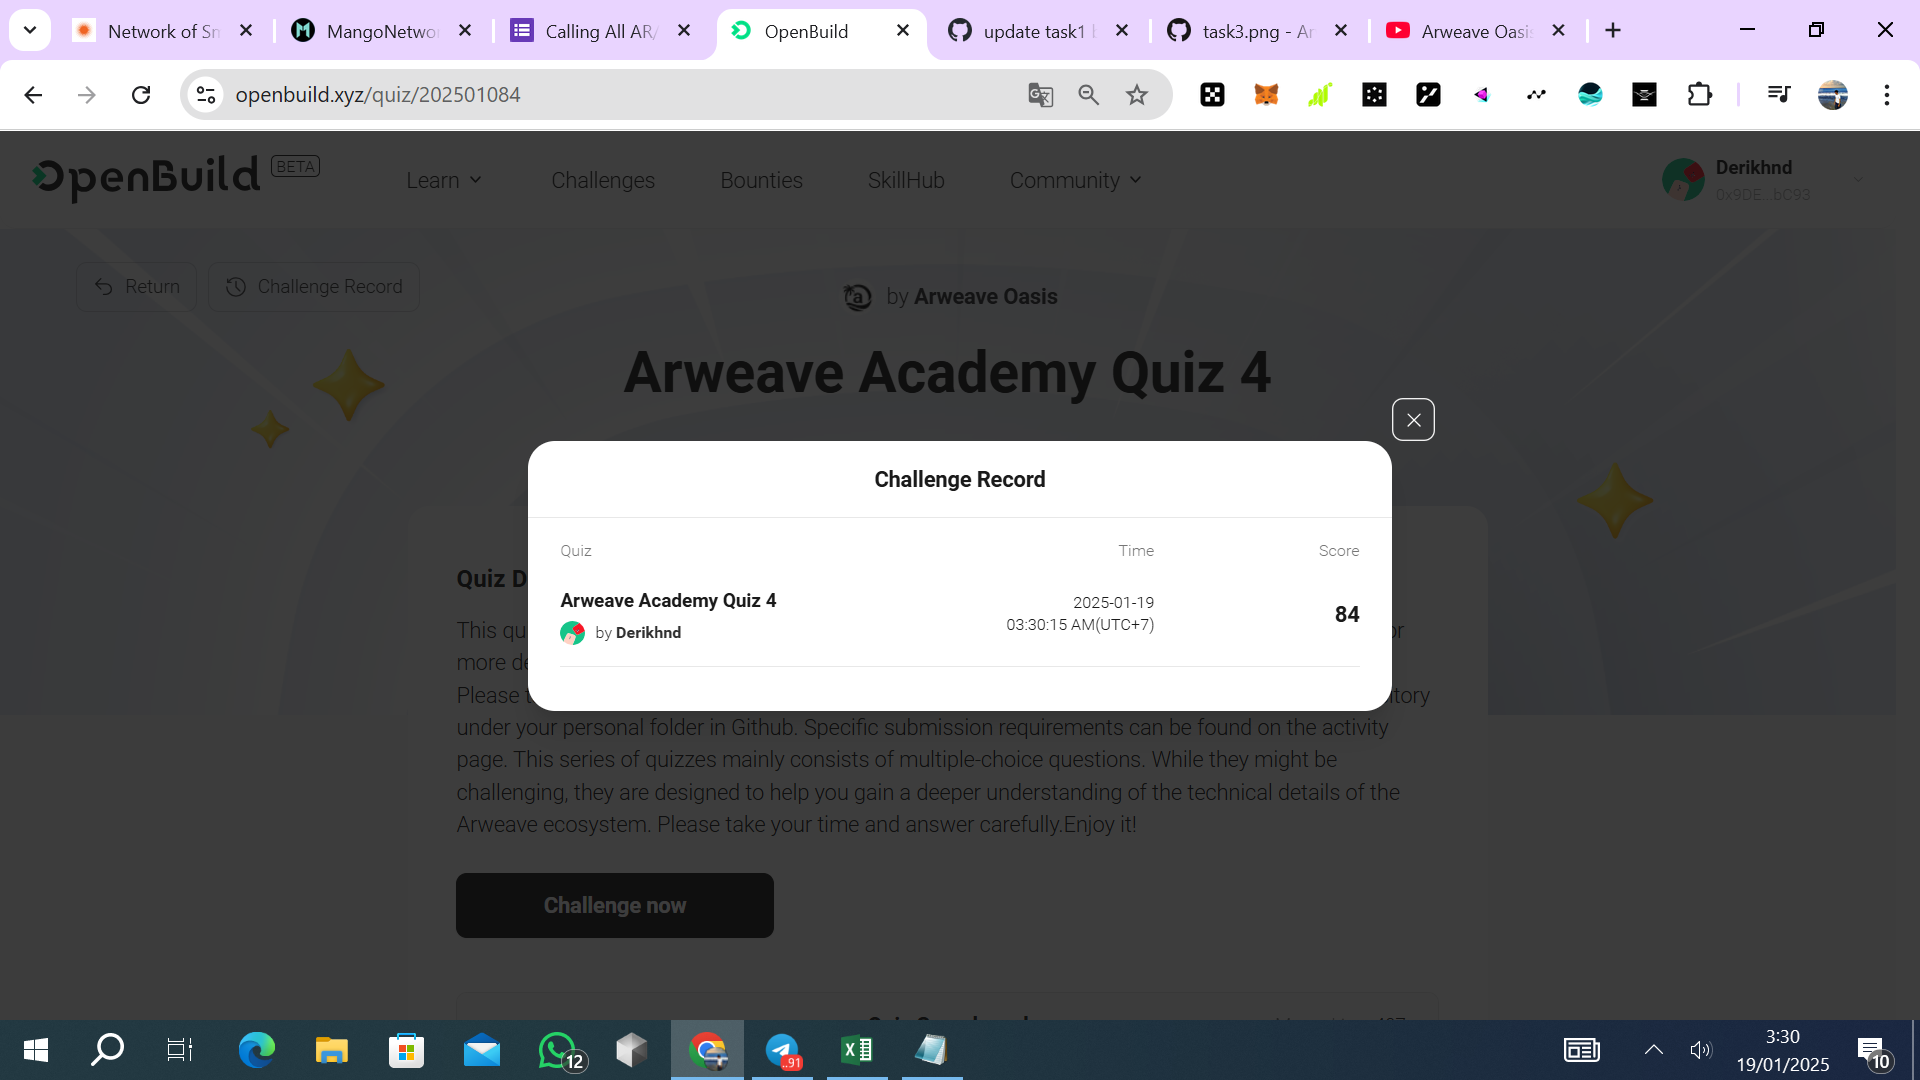 Network of Sm
MangoNetwo
Calling All AR/
OpenBuild
update task1 b
task3.png - Ar
Arweave Oasis
openbuild.xyz/quiz/202501084
OpenBuild BETA
Learn
Challenges
Bounties
SkillHub
Community
Derikhnd
0x9DE...bC93
Return
Challenge Record
by Arweave Oasis
Arweave Academy Quiz 4
Challenge Record
Quiz Time Score
Arweave Academy Quiz 4
by Derikhnd
2025-01-19
03:30:15 AM(UTC+7)
84
Quiz D
This qu
or
more de
Please t
tory
under your personal folder in Github. Specific submission requirements can be found on the activity
page. This series of quizzes mainly consists of multiple-choice questions. While they might be
challenging, they are designed to help you gain a deeper understanding of the technical details of the
Arweave ecosystem. Please take your time and answer carefully.Enjoy it!
Challenge now
12
..91
3:30
19/01/2025
10